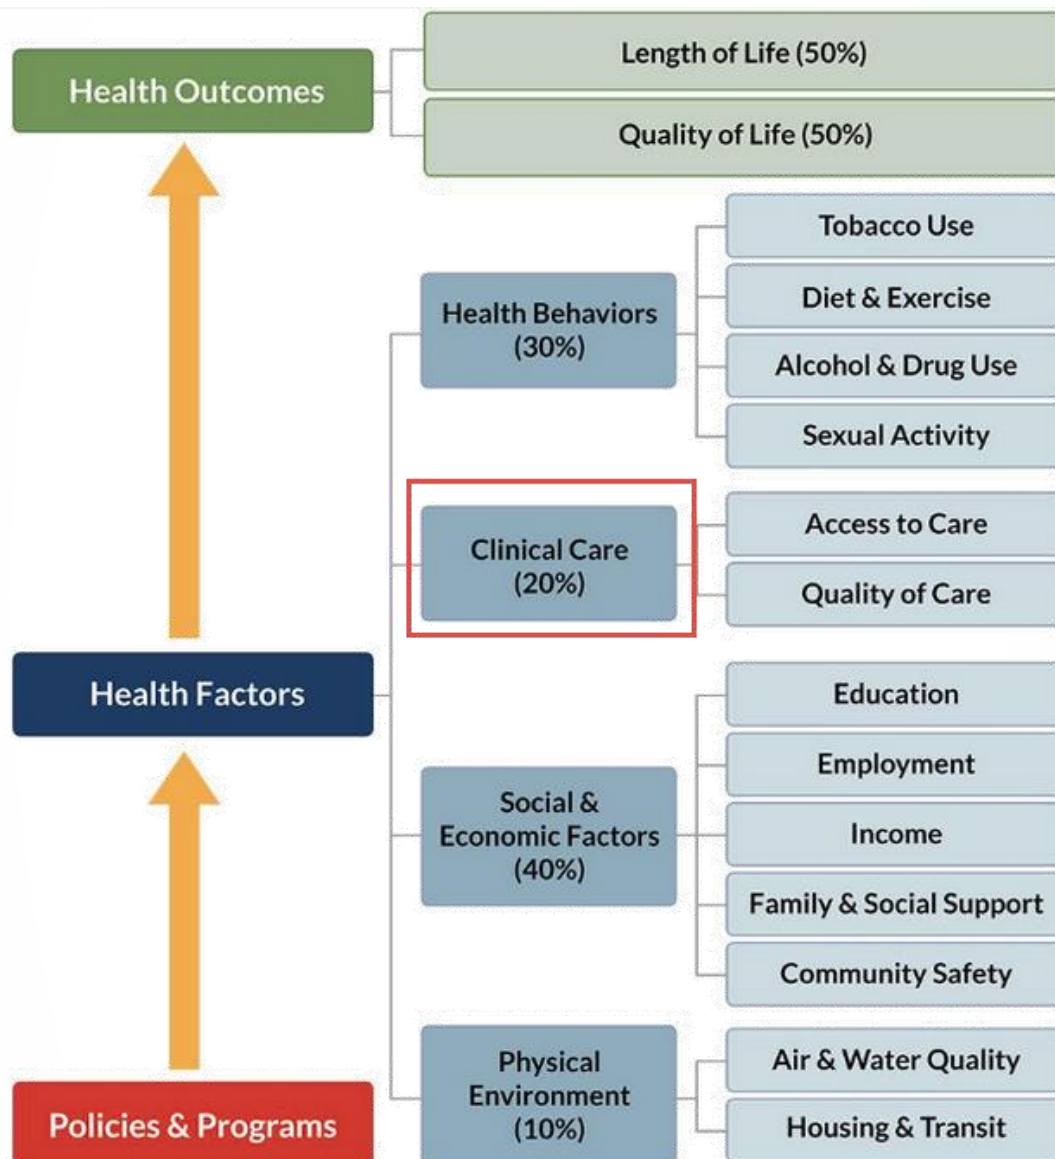 Health Outcomes
Length of Life (50%)
Quality of Life (50%)
Health Factors
Health Behaviors
(30%)
Tobacco Use
Diet & Exercise
Alcohol & Drug Use
Sexual Activity
Clinical Care
(20%)
Access to Care
Quality of Care
Social &
Economic Factors
(40%)
Education
Employment
Income
Family & Social Support
Community Safety
Physical
Environment
(10%)
Air & Water Quality
Housing & Transit
Policies & Programs